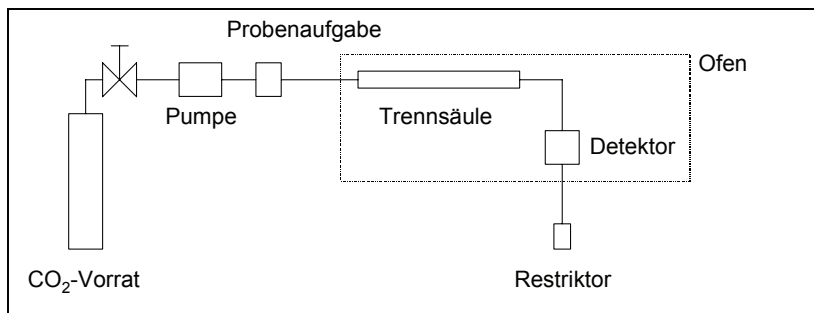 Probenaufgabe
Ofen
Pumpe
Trennsäule
Detektor
CO₂-Vorrat
Restriktor